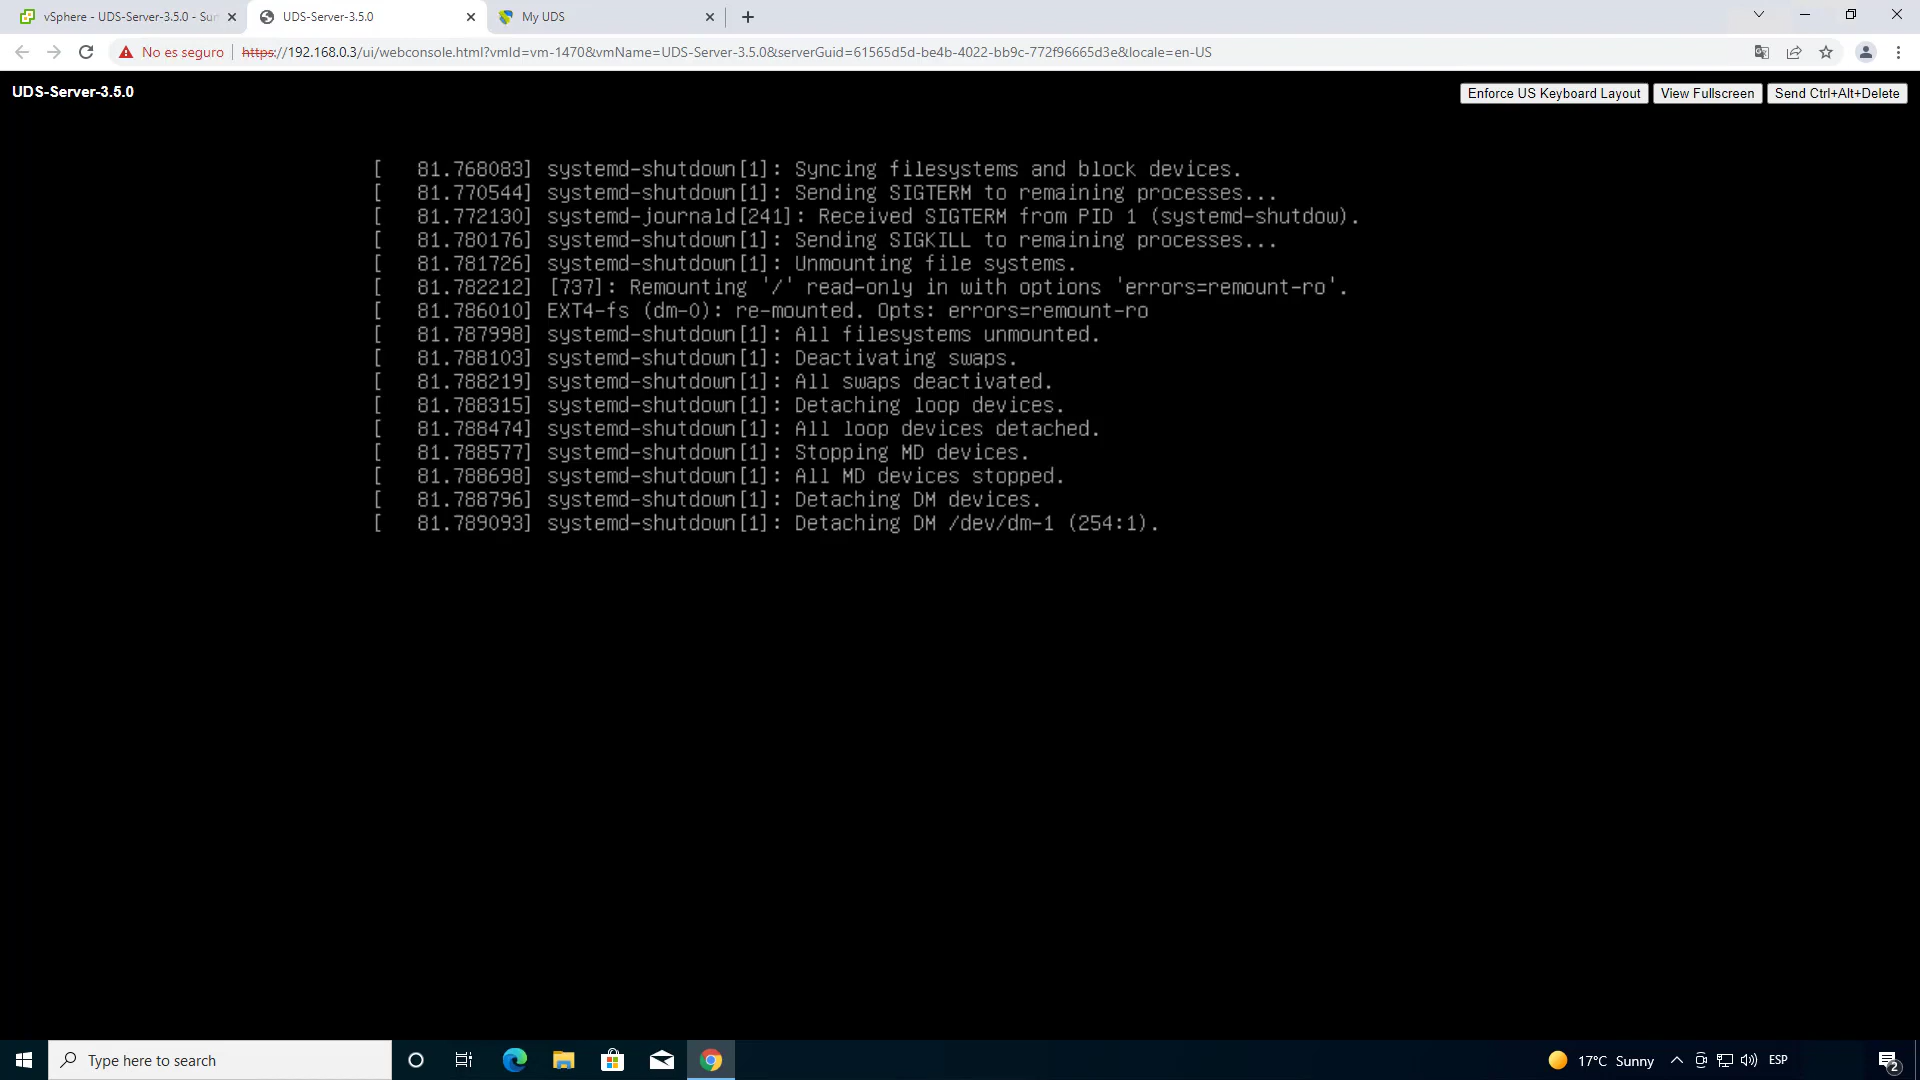 vSphere - UDS-Server-3.5.0 - Sum
UDS-Server-3.5.0
My UDS
No es seguro
https://192.168.0.3/ui/webconsole.html?vmId=vm-1470&vmName=UDS-Server-3.5.0&serverGuid=61565d5d-be4b-4022-bb9c-772f96665d3e&locale=en-US
UDS-Server-3.5.0
Enforce US Keyboard Layout
View Fullscreen
Send Ctrl+Alt+Delete
[   81.768083] systemd-shutdown[1]: Syncing filesystems and block devices.
[   81.770544] systemd-shutdown[1]: Sending SIGTERM to remaining processes...
[   81.772130] systemd-journald[241]: Received SIGTERM from PID 1 (systemd-shutdow).
[   81.780176] systemd-shutdown[1]: Sending SIGKILL to remaining processes...
[   81.781726] systemd-shutdown[1]: Unmounting file systems.
[   81.782212] [737]: Remounting '/' read-only in with options 'errors=remount-ro'.
[   81.786010] EXT4-fs (dm-0): re-mounted. Opts: errors=remount-ro
[   81.787998] systemd-shutdown[1]: All filesystems unmounted.
[   81.788103] systemd-shutdown[1]: Deactivating swaps.
[   81.788219] systemd-shutdown[1]: All swaps deactivated.
[   81.788315] systemd-shutdown[1]: Detaching loop devices.
[   81.788474] systemd-shutdown[1]: All loop devices detached.
[   81.788577] systemd-shutdown[1]: Stopping MD devices.
[   81.788698] systemd-shutdown[1]: All MD devices stopped.
[   81.788796] systemd-shutdown[1]: Detaching DM devices.
[   81.789093] systemd-shutdown[1]: Detaching DM /dev/dm-1 (254:1).
Type here to search
17°C Sunny
ESP
2